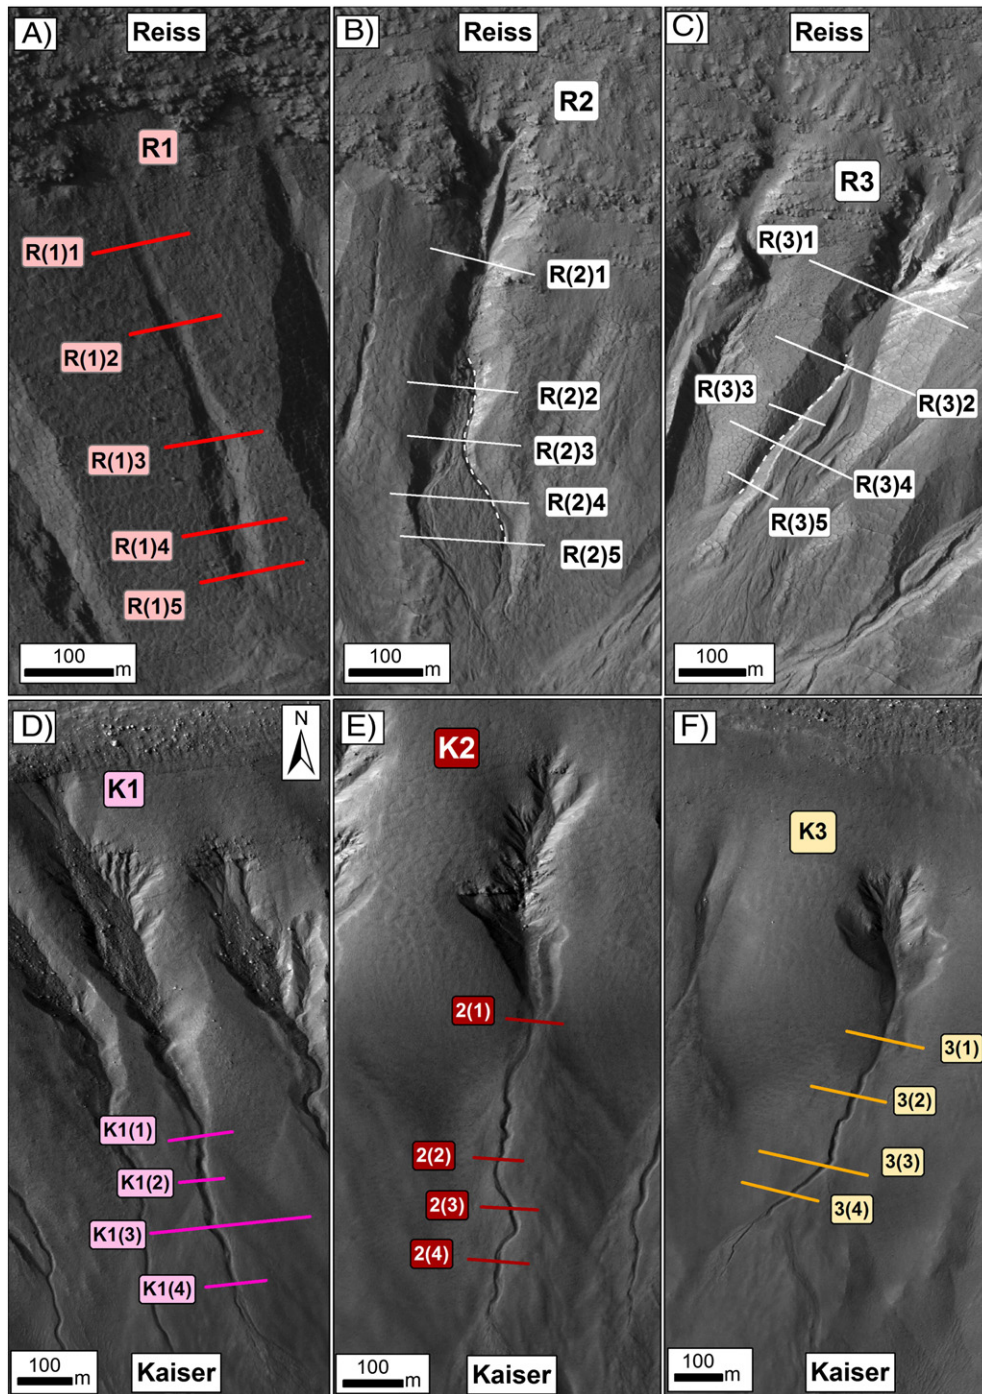 A)
Reiss
R1
R(1)1
R(1)2
R(1)3
R(1)4
R(1)5
100
m
B)
Reiss
R2
R(2)1
R(2)2
R(2)3
R(2)4
R(2)5
100
m
C)
Reiss
R3
R(3)1
R(3)2
R(3)3
R(3)4
R(3)5
100
m
D)
N
K1
K1(1)
K1(2)
K1(3)
K1(4)
100
m
Kaiser
E)
K2
2(1)
2(2)
2(3)
2(4)
100
m
Kaiser
F)
K3
3(1)
3(2)
3(3)
3(4)
100
m
Kaiser